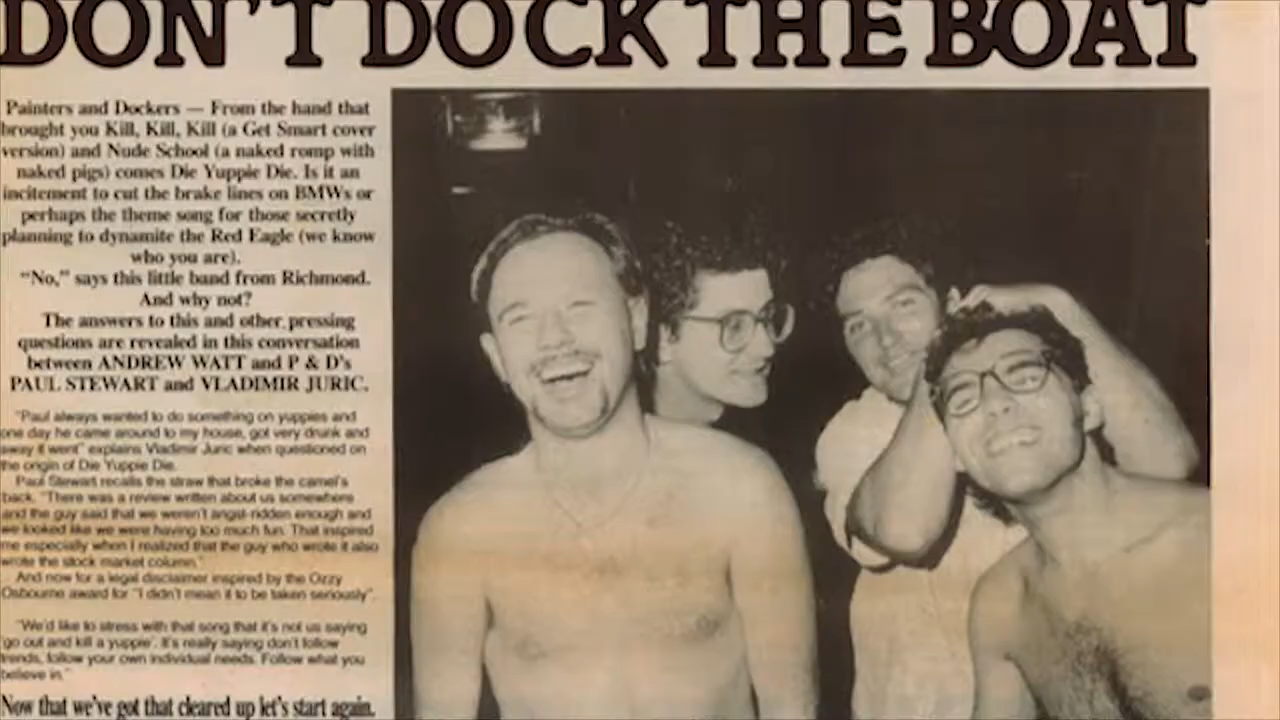 DON'T DOCK THE BOAT
Painters and Dockers — From the hand that
brought you Kill, Kill, Kill (a Get Smart cover
version) and Nude School (a naked romp with
naked pigs) comes Die Yuppie Die. Is it an
incitement to cut the brake lines on BMWs or
perhaps the theme song for those secretly
planning to dynamite the Red Eagle (we know
who you are).
"No," says this little band from Richmond.
And why not?
The answers to this and other pressing
questions are revealed in this conversation
between ANDREW WATT and P & D's
PAUL STEWART and VLADIMIR JURIC.
"Paul always wanted to do something on yuppies and
one day he came around to my house, got very drunk and
away it went" explains Vladimir Juric when questioned on
the origin of Die Yuppie Die.
Paul Stewart recalls the straw that broke the camel's
back. "There was a review written about us somewhere
and the guy said that we weren't angst-ridden enough and
we looked like we were having too much fun. That inspired
me especially when I realized that the guy who wrote it also
wrote the stock market column."
And now for a legal disclaimer inspired by the Ozzy
Osbourne award for "I didn't mean it to be taken seriously".
"We'd like to stress with that song that it's not us saying
'go out and kill a yuppie'. It's really saying don't follow
trends, follow your own individual needs. Follow what you
believe in."
Now that we've got that cleared up let's start again.